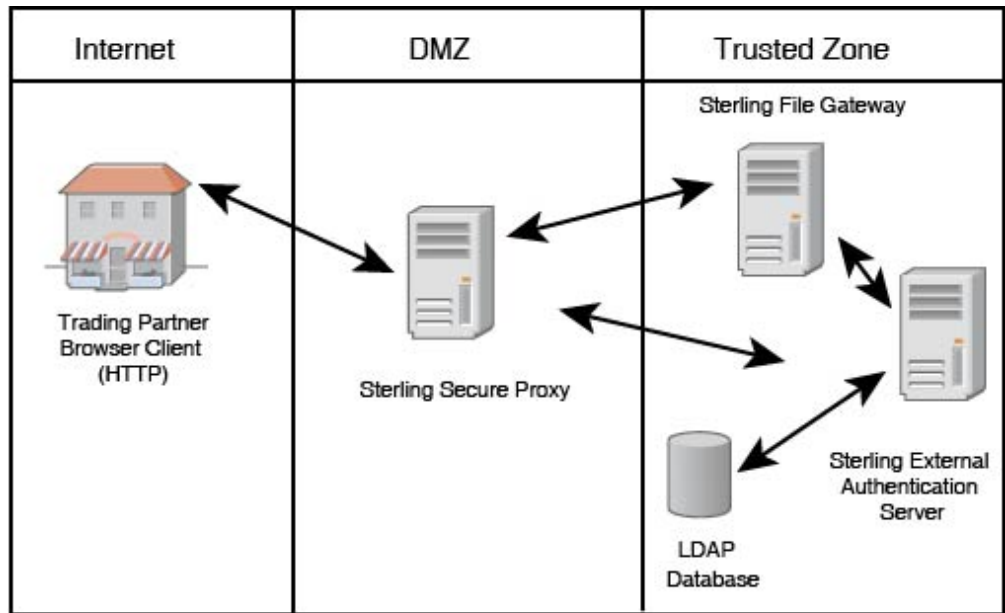 Internet
DMZ
Trusted Zone
Sterling File Gateway
Trading Partner
Browser Client
(HTTP)
Sterling Secure Proxy
Sterling External
Authentication
Server
LDAP
Database